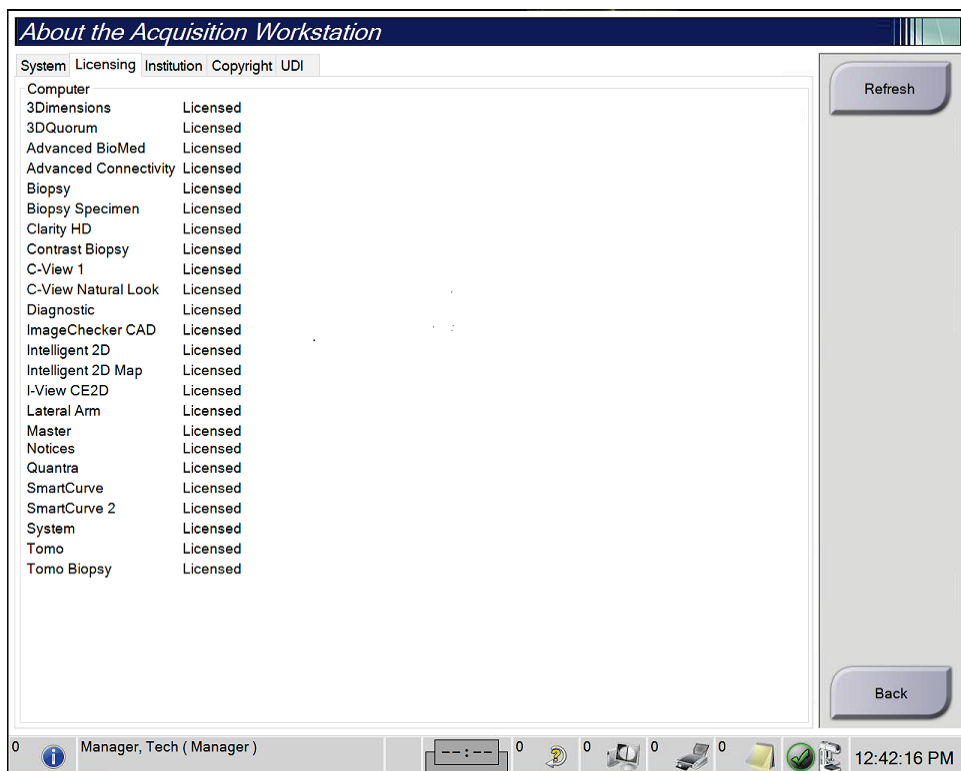 About the Acquisition Workstation
System Licensing Institution Copyright UDI
Computer
3Dimensions Licensed
3DQuorum Licensed
Advanced BioMed Licensed
Advanced Connectivity Licensed
Biopsy Licensed
Biopsy Specimen Licensed
Clarity HD Licensed
Contrast Biopsy Licensed
C-View 1 Licensed
C-View Natural Look Licensed
Diagnostic Licensed
ImageChecker CAD Licensed
Intelligent 2D Licensed
Intelligent 2D Map Licensed
I-View CE2D Licensed
Lateral Arm Licensed
Master Licensed
Notices Licensed
Quantra Licensed
SmartCurve Licensed
SmartCurve 2 Licensed
System Licensed
Tomo Licensed
Tomo Biopsy Licensed
Refresh
Back
0 Manager, Tech ( Manager ) --:-- 0 0 0 0 12:42:16 PM